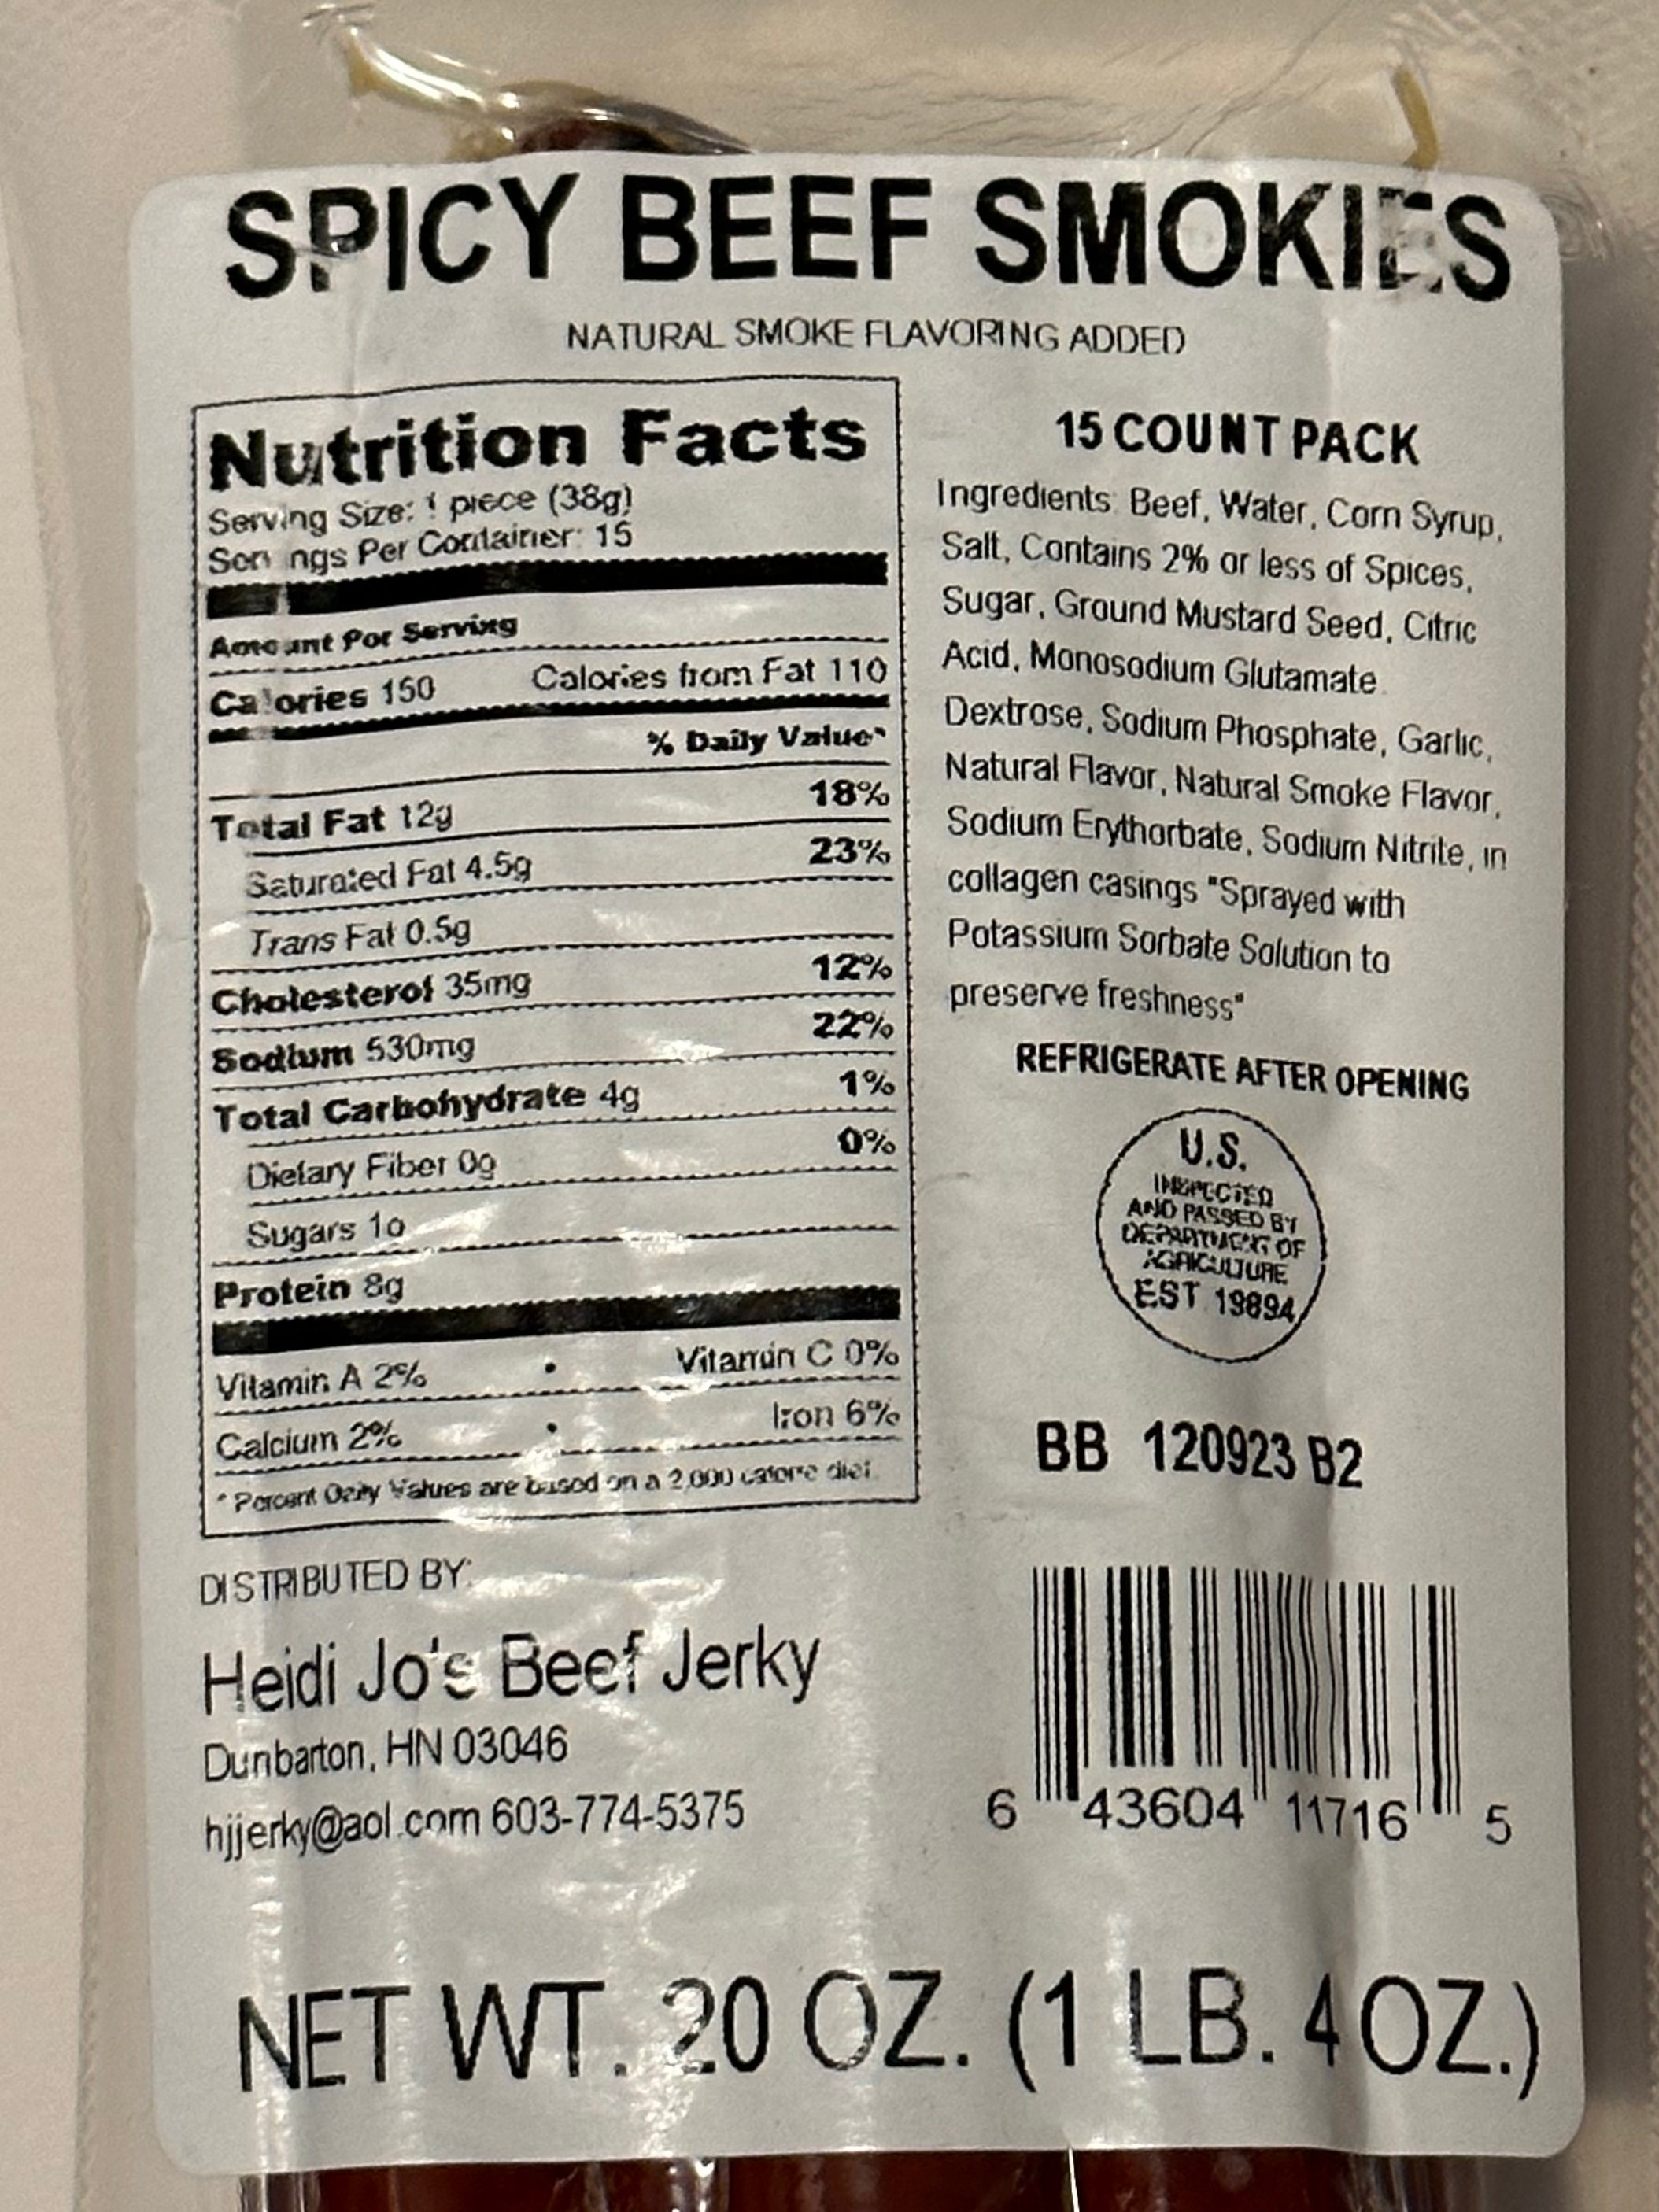 SPICY BEEF SMOKIES
NATURAL SMOKE FLAVORING ADDED
Nutrition Facts
Serving Size: 1 piece (38g)
Servings Per Container: 15
Amount Per Serving
Calories 150 Calories from Fat 110
% Daily Value*
Total Fat 12g 18%
Saturated Fat 4.5g 23%
Trans Fat 0.5g
Cholesterol 35mg 12%
Sodium 530mg 22%
Total Carbohydrate 4g 1%
Dietary Fiber 0g 0%
Sugars 1g
Protein 8g
Vitamin A 2% • Vitamin C 0%
Calcium 2% • Iron 6%
* Percent Daily Values are based on a 2,000 calorie diet.
15 COUNT PACK
Ingredients: Beef, Water, Corn Syrup,
Salt, Contains 2% or less of Spices,
Sugar, Ground Mustard Seed, Citric
Acid, Monosodium Glutamate
Dextrose, Sodium Phosphate, Garlic,
Natural Flavor, Natural Smoke Flavor,
Sodium Erythorbate, Sodium Nitrite, in
collagen casings "Sprayed with
Potassium Sorbate Solution to
preserve freshness"
REFRIGERATE AFTER OPENING
U.S.
INSPECTED
AND PASSED BY
DEPARTMENT OF
AGRICULTURE
EST 19894
BB 120923 B2
DISTRIBUTED BY:
Heidi Jo's Beef Jerky
Dunbarton, HN 03046
hjjerky@aol.com 603-774-5375
6 43604 11716 5
NET WT. 20 OZ. (1 LB. 4 OZ.)